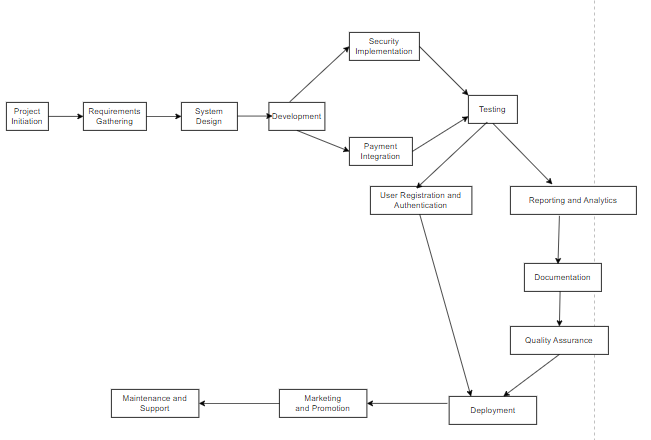 Security
Implementation
Project
Initiation
Requirements
Gathering
System
Design
Development
Testing
Payment
Integration
User Registration and
Authentication
Reporting and Analytics
Documentation
Quality Assurance
Maintenance and
Support
Marketing
and Promotion
Deployment